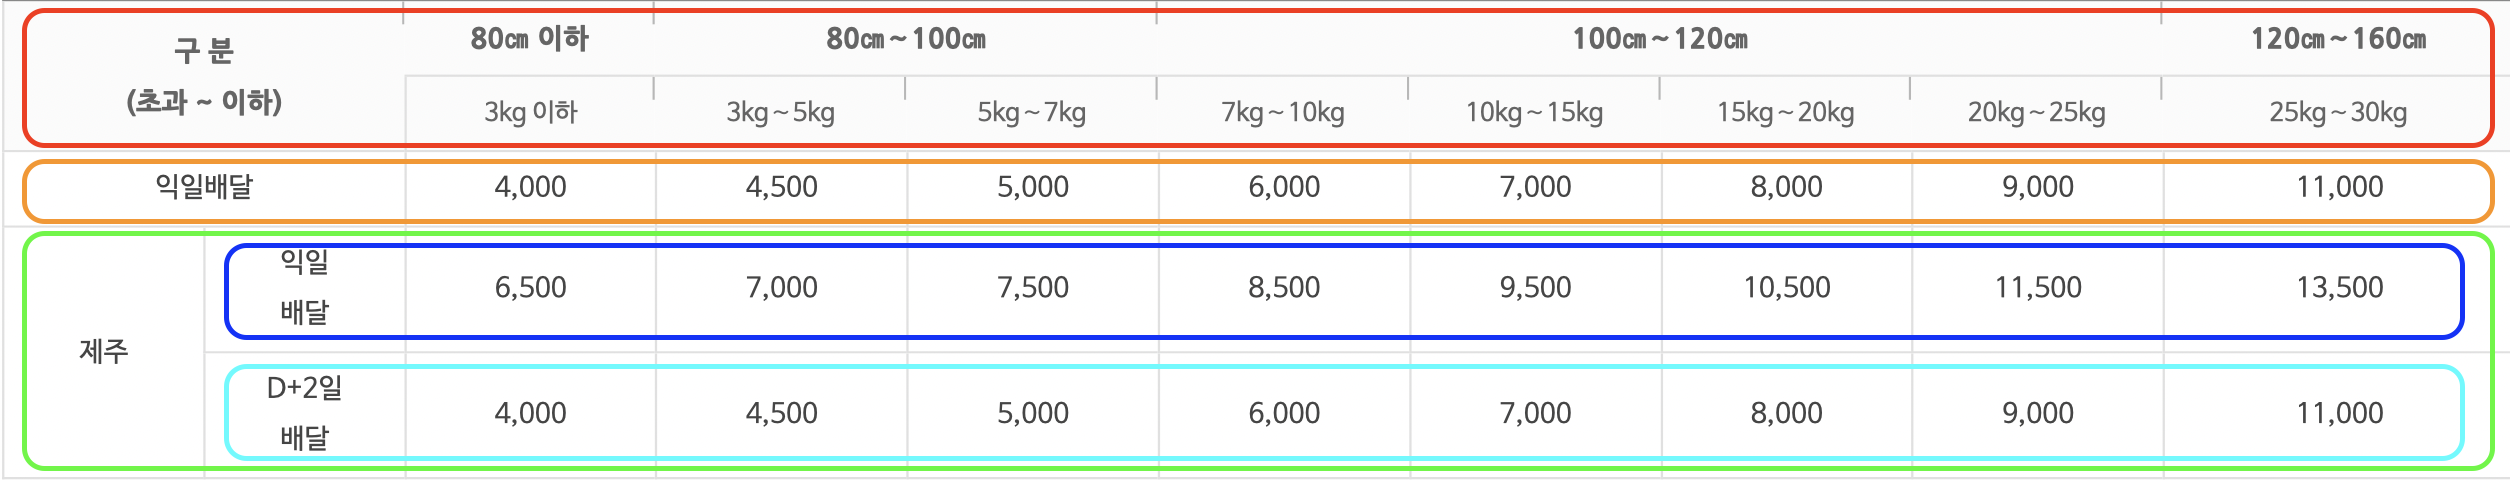 구 분
(초과 ~ 이하)
80cm 이하
80cm ~ 100cm
100cm ~ 120cm
120cm ~ 160cm
3kg 이하
3kg ~ 5kg
5kg ~ 7kg
7kg ~ 10kg
10kg ~ 15kg
15kg ~ 20kg
20kg ~ 25kg
25kg ~ 30kg
익일배달
4,000
4,500
5,000
6,000
7,000
8,000
9,000
11,000
제주
익일
배달
6,500
7,000
7,500
8,500
9,500
10,500
11,500
13,500
D+2일
배달
4,000
4,500
5,000
6,000
7,000
8,000
9,000
11,000